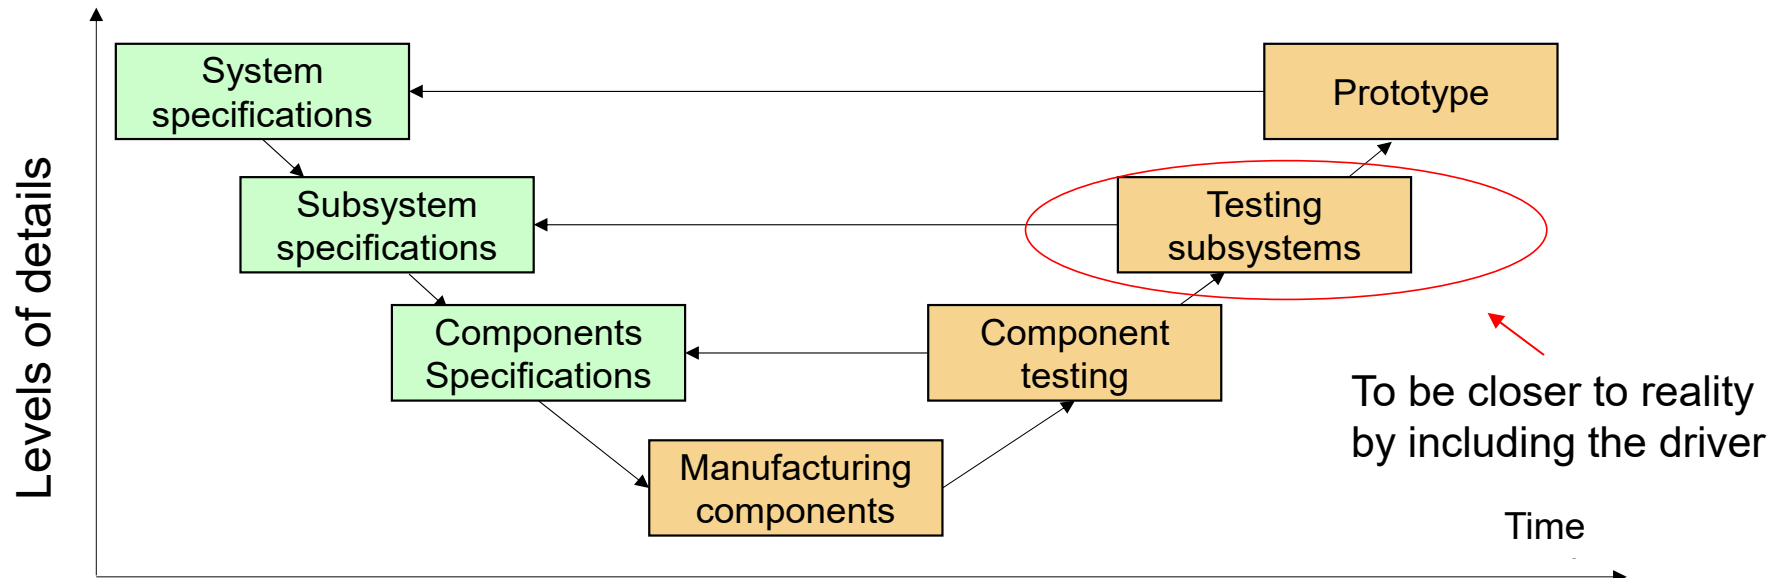 System
specifications
Prototype
Subsystem
specifications
Testing
subsystems
Components
Specifications
Component
testing
Manufacturing
components
To be closer to reality
by including the driver
Levels of details
Time